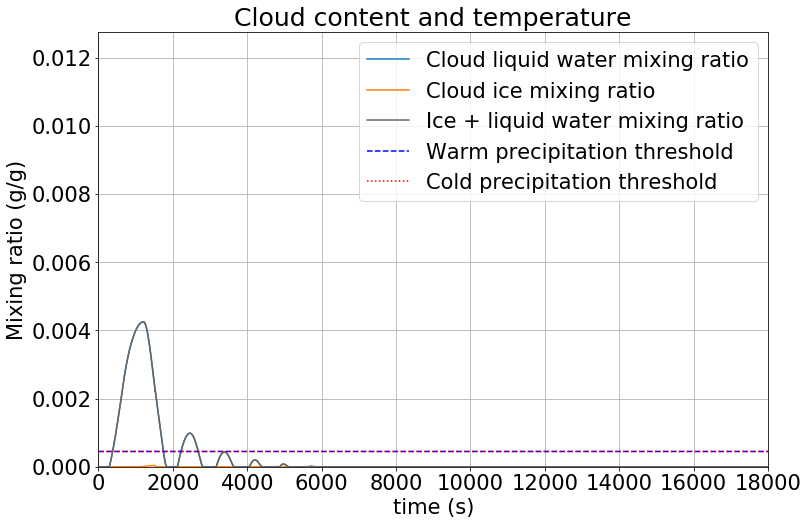 Cloud content and temperature
0.012
0.010
0.008
0.006
0.004
0.002
0.000
Mixing ratio (g/g)
Cloud liquid water mixing ratio
Cloud ice mixing ratio
Ice + liquid water mixing ratio
Warm precipitation threshold
Cold precipitation threshold
0 2000 4000 6000 8000 10000 12000 14000 16000 18000
time (s)